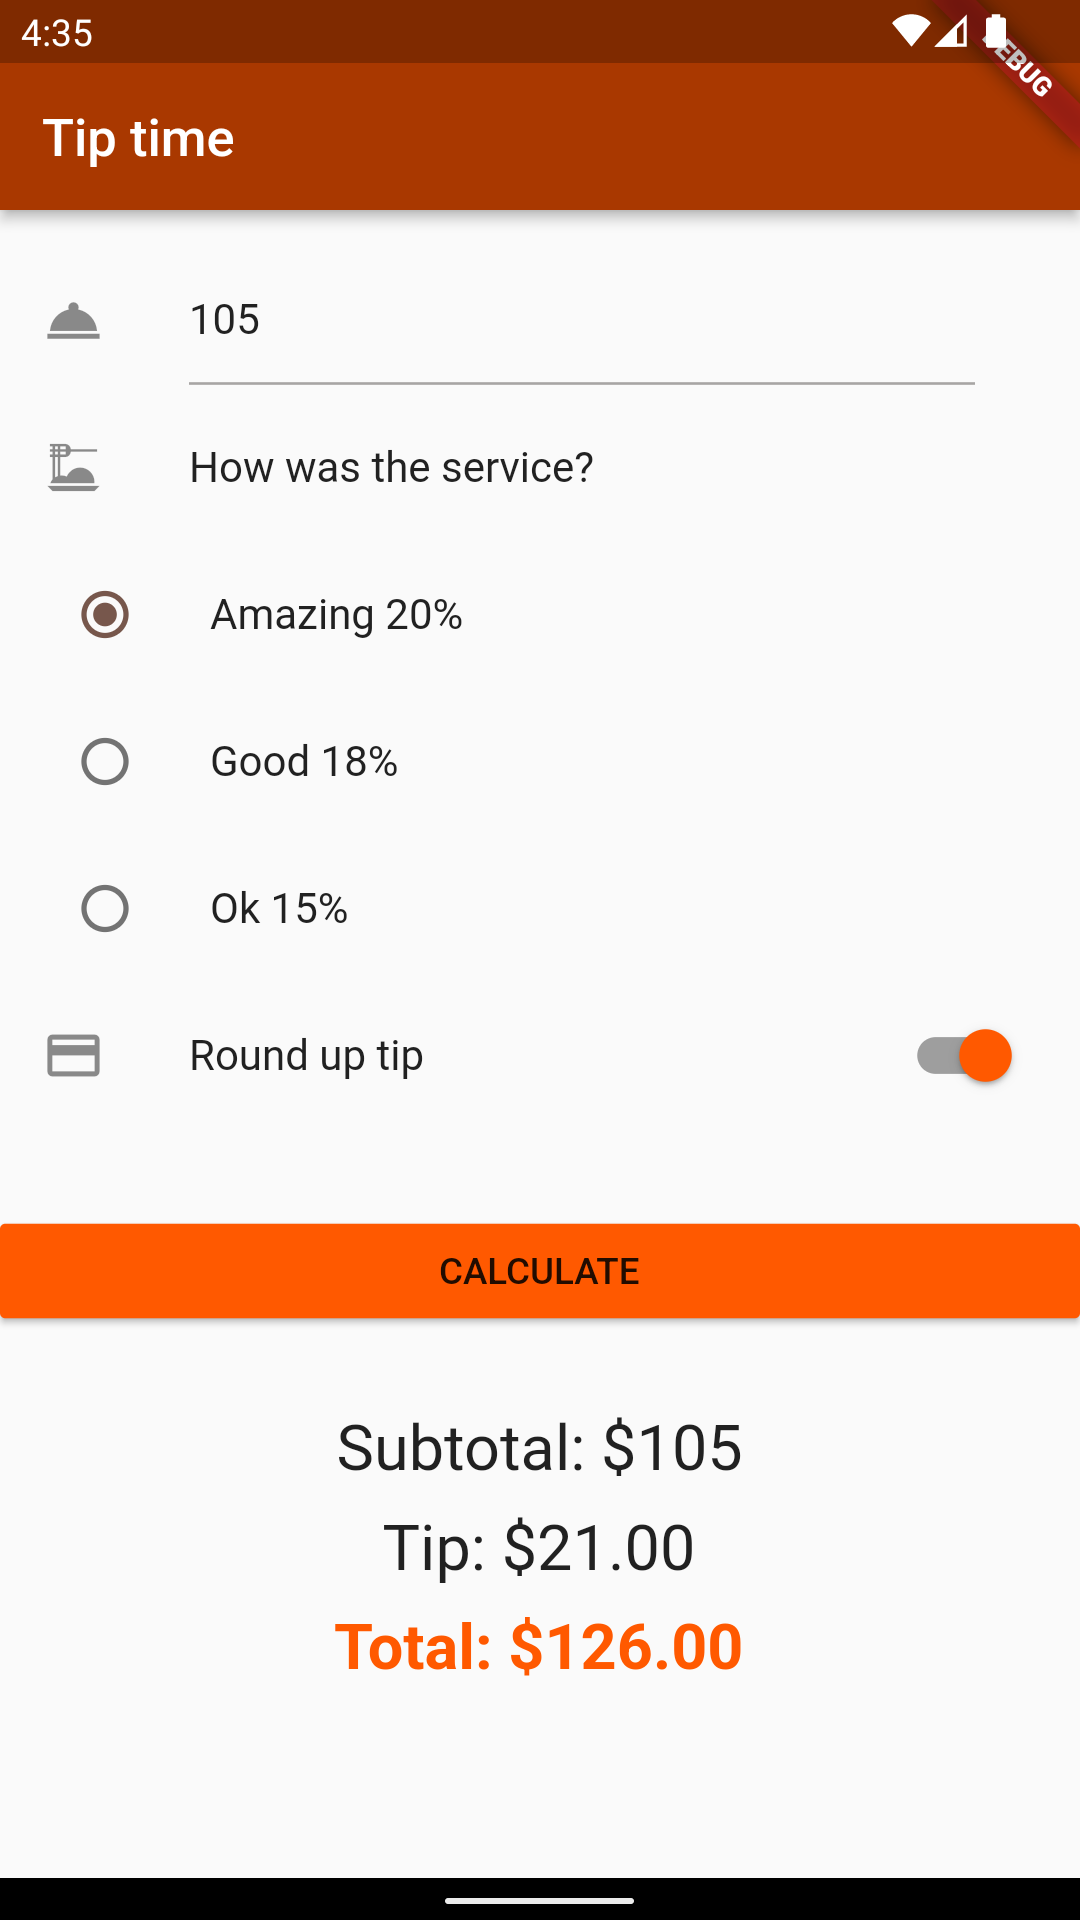 4:35
DEBUG
Tip time
105
How was the service?
Amazing 20%
Good 18%
Ok 15%
Round up tip
CALCULATE
Subtotal: $105
Tip: $21.00
Total: $126.00